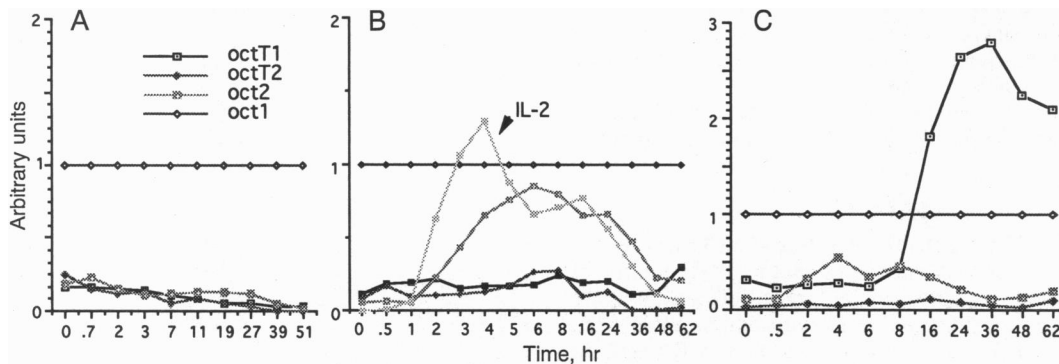 A
B
C
octT1
octT2
oct2
oct1
IL-2
Arbitrary units
2
1
0
0 .7 2 3 7 11 19 27 39 51
2
1
0
0 .5 1 2 3 4 5 6 8 16 24 36 48 62
3
2
1
0
0 .5 2 4 6 8 16 24 36 48 62
Time, hr